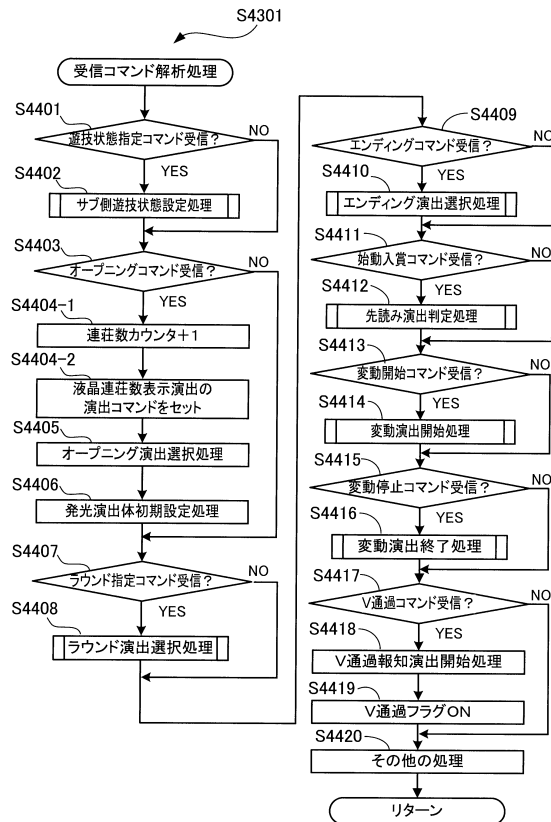 S4301
受信コマンド解析処理
S4401
遊技状態指定コマンド受信？
NO
YES
S4402
サブ側遊技状態設定処理
S4403
オープニングコマンド受信？
NO
YES
S4404-1
連荘数カウンタ＋1
S4404-2
液晶連荘数表示演出の
演出コマンドをセット
S4405
オープニング演出選択処理
S4406
発光演出体初期設定処理
S4407
ラウンド指定コマンド受信？
NO
YES
S4408
ラウンド演出選択処理
S4409
エンディングコマンド受信？
NO
YES
S4410
エンディング演出選択処理
S4411
始動入賞コマンド受信？
NO
YES
S4412
先読み演出判定処理
S4413
変動開始コマンド受信？
NO
YES
S4414
変動演出開始処理
S4415
変動停止コマンド受信？
NO
YES
S4416
変動演出終了処理
S4417
V通過コマンド受信？
NO
YES
S4418
V通過報知演出開始処理
S4419
V通過フラグON
S4420
その他の処理
リターン